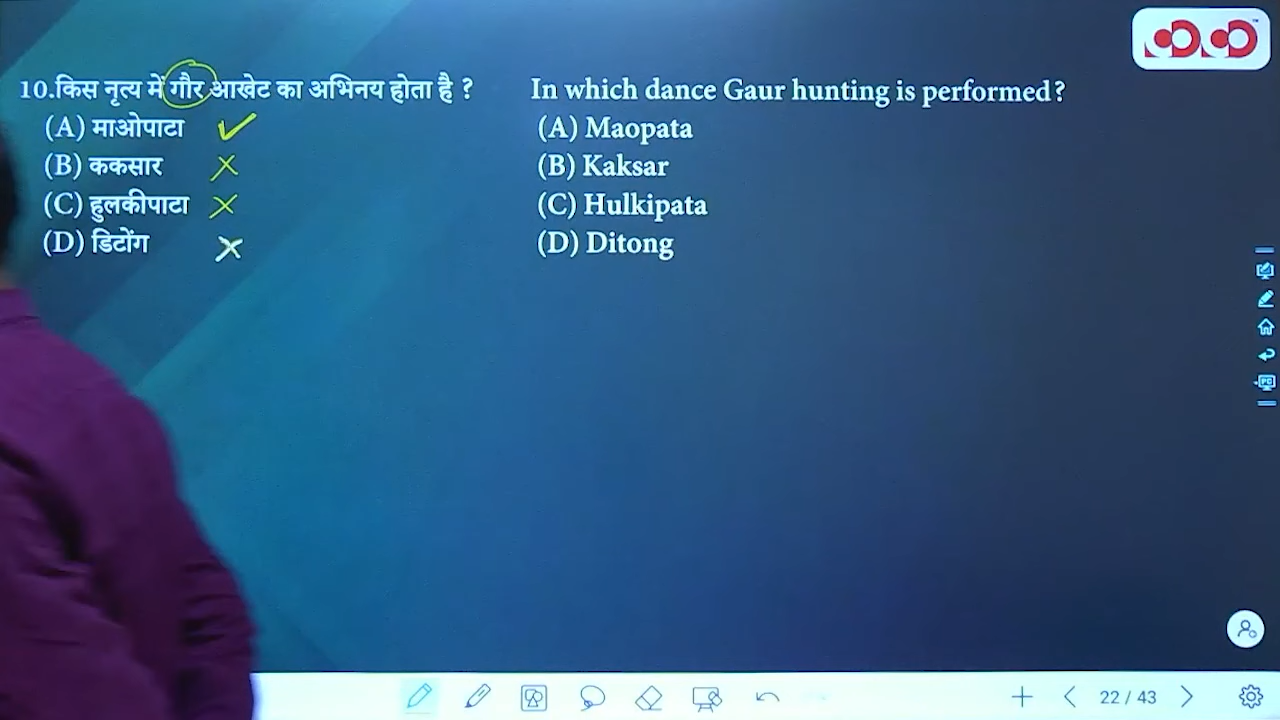 10.किस नृत्य में गौर आखेट का अभिनय होता है ?
(A) माओपाटा
(B) ककसार
(C) हुलकीपाटा
(D) डिटोंग
In which dance Gaur hunting is performed?
(A) Maopata
(B) Kaksar
(C) Hulkipata
(D) Ditong
22 / 43